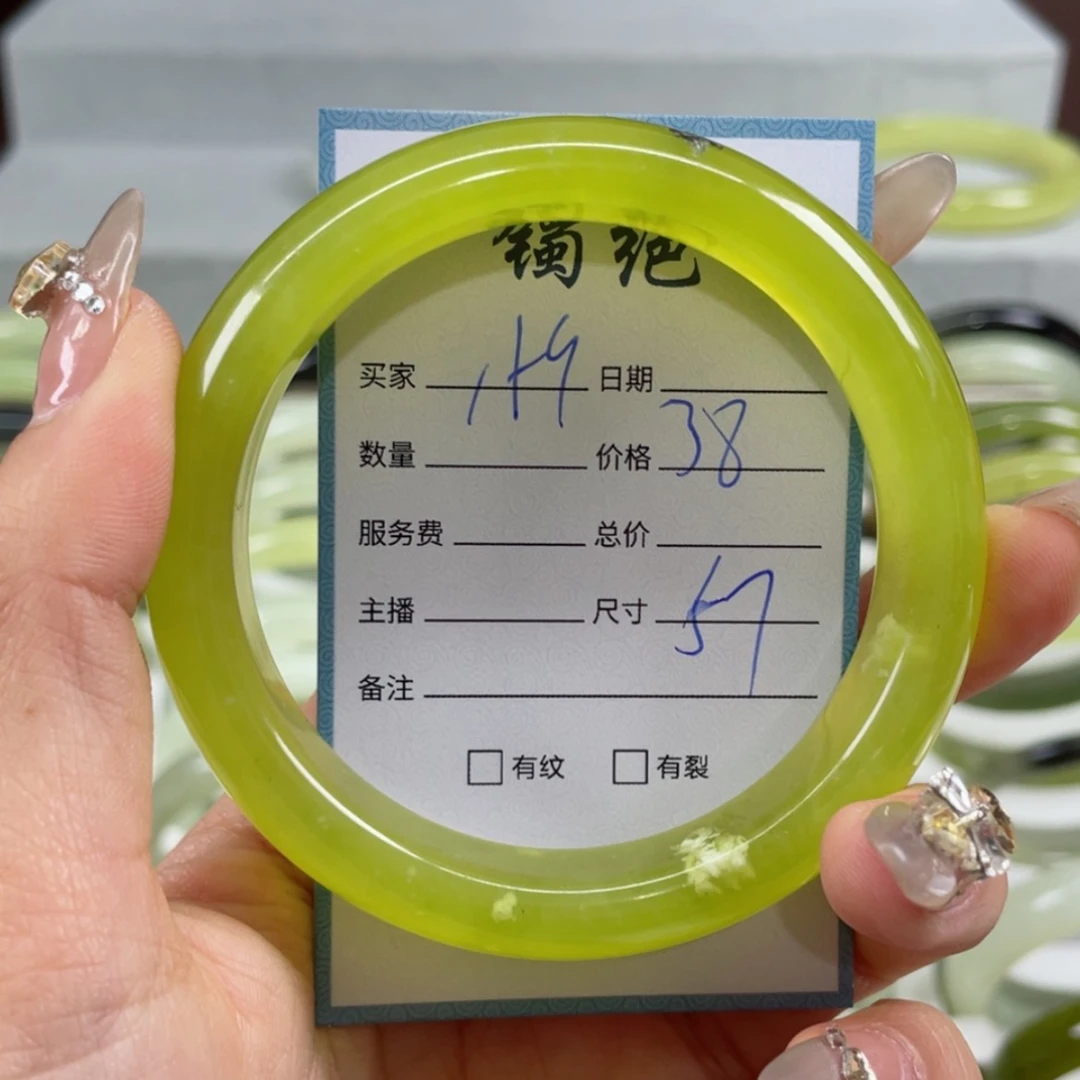 镯
买家 日期
数量 价格 38
服务费 总价
主播 尺寸 57
备注
有纹 有裂